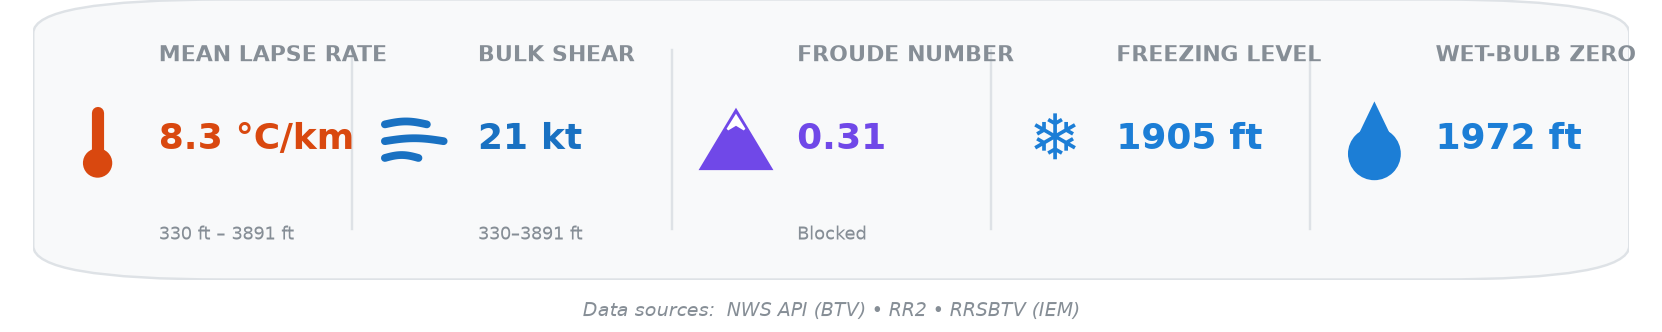 MEAN LAPSE RATE
8.3 °C/km
330 ft – 3891 ft
BULK SHEAR
21 kt
330–3891 ft
FROUDE NUMBER
0.31
Blocked
FREEZING LEVEL
1905 ft
WET-BULB ZERO
1972 ft
Data sources: NWS API (BTV) • RR2 • RRSBTV (IEM)